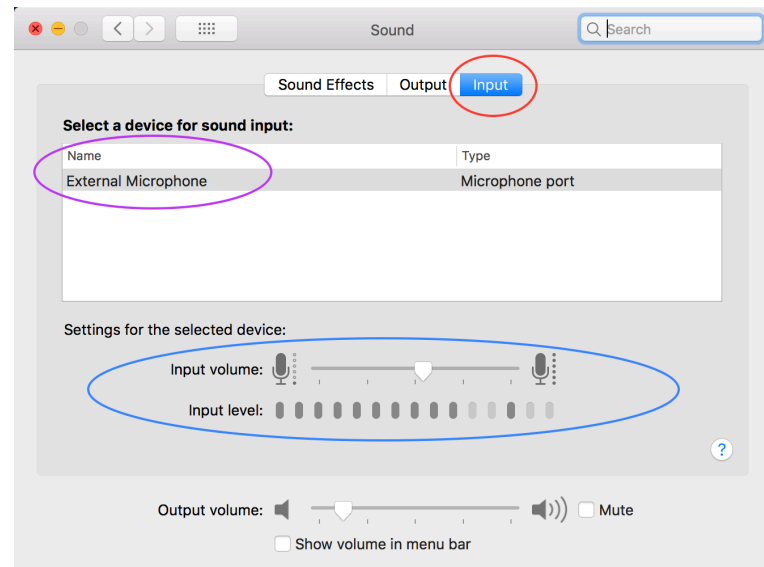 Sound
Search
Sound Effects Output Input
Select a device for sound input:
Name Type
External Microphone Microphone port
Settings for the selected device:
Input volume:
Input level:
?
Output volume: Mute
Show volume in menu bar